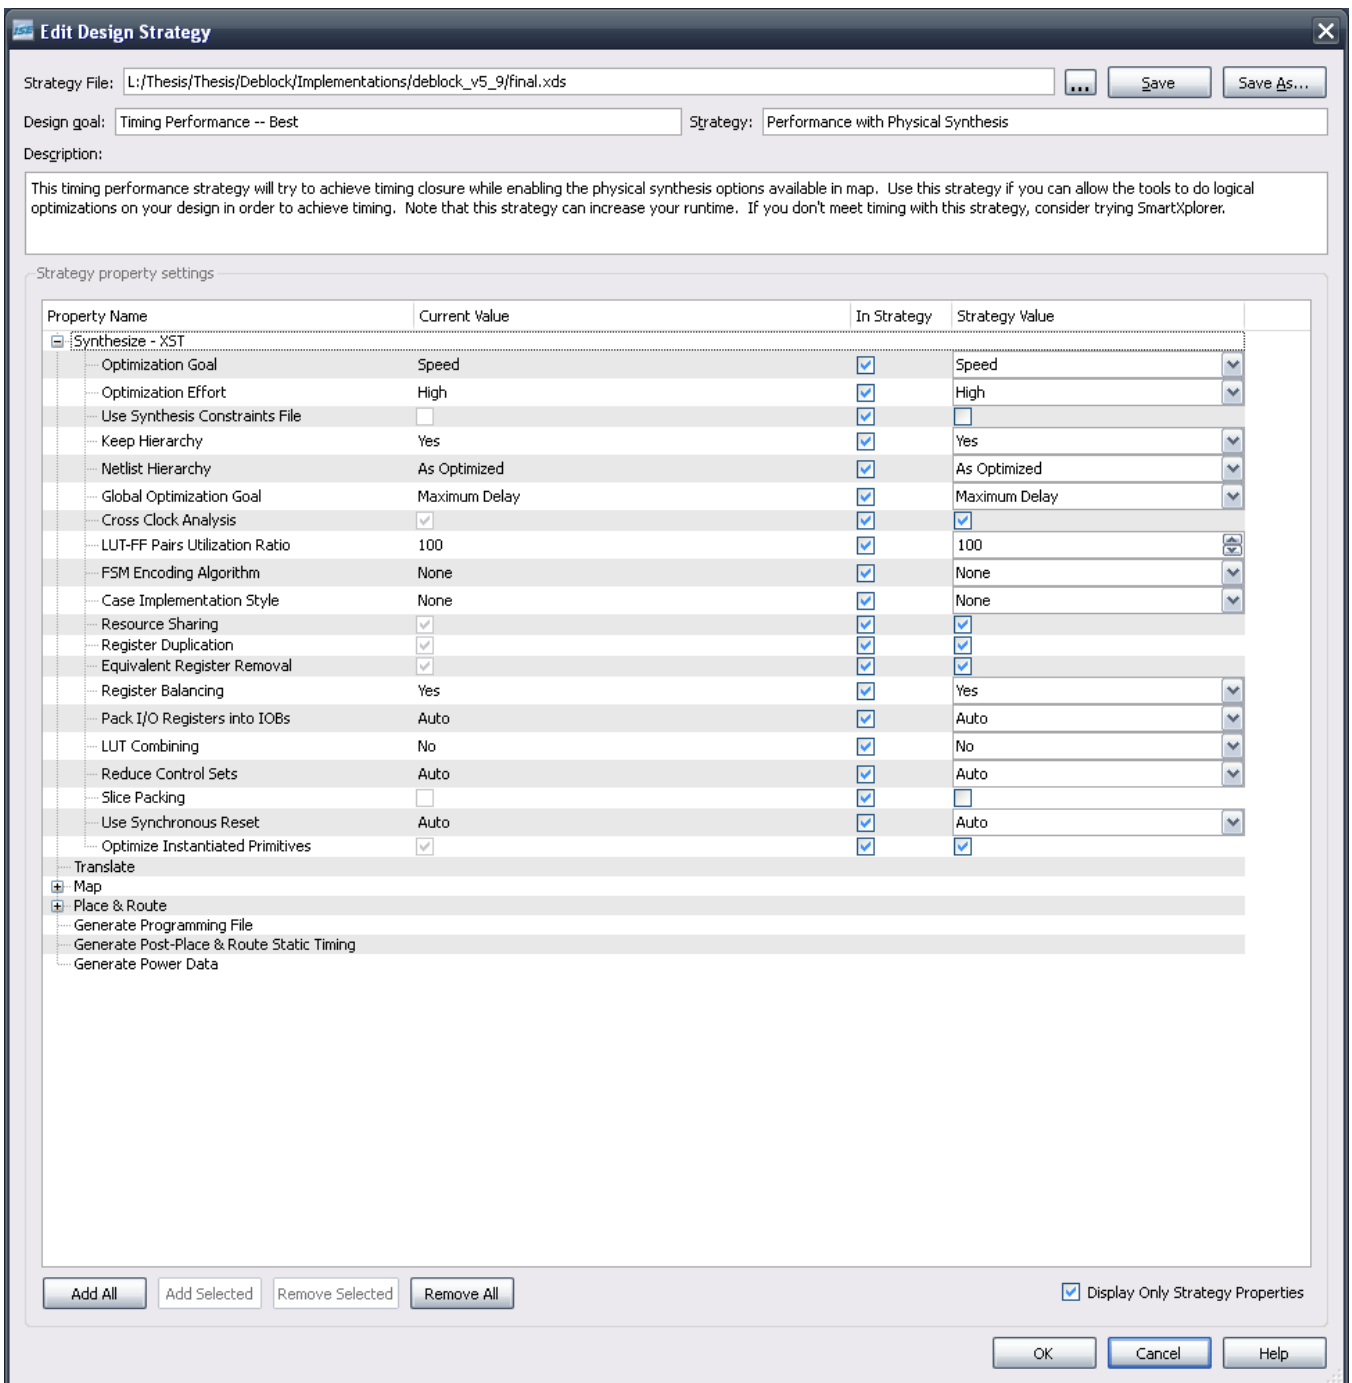 ISE Edit Design Strategy
Strategy File: L:/Thesis/Thesis/Deblock/Implementations/deblock_v5_9/final.xds ... Save Save As...
Design goal: Timing Performance -- Best Strategy: Performance with Physical Synthesis
Description:
This timing performance strategy will try to achieve timing closure while enabling the physical synthesis options available in map. Use this strategy if you can allow the tools to do logical
optimizations on your design in order to achieve timing. Note that this strategy can increase your runtime. If you don't meet timing with this strategy, consider trying SmartXplorer.
Strategy property settings
Property Name Current Value In Strategy Strategy Value
Synthesize - XST
Optimization Goal Speed Speed
Optimization Effort High High
Use Synthesis Constraints File
Keep Hierarchy Yes Yes
Netlist Hierarchy As Optimized As Optimized
Global Optimization Goal Maximum Delay Maximum Delay
Cross Clock Analysis
LUT-FF Pairs Utilization Ratio 100 100
FSM Encoding Algorithm None None
Case Implementation Style None None
Resource Sharing
Register Duplication
Equivalent Register Removal
Register Balancing Yes Yes
Pack I/O Registers into IOBs Auto Auto
LUT Combining No No
Reduce Control Sets Auto Auto
Slice Packing
Use Synchronous Reset Auto Auto
Optimize Instantiated Primitives
Translate
Map
Place & Route
Generate Programming File
Generate Post-Place & Route Static Timing
Generate Power Data
Add All Add Selected Remove Selected Remove All Display Only Strategy Properties
OK Cancel Help